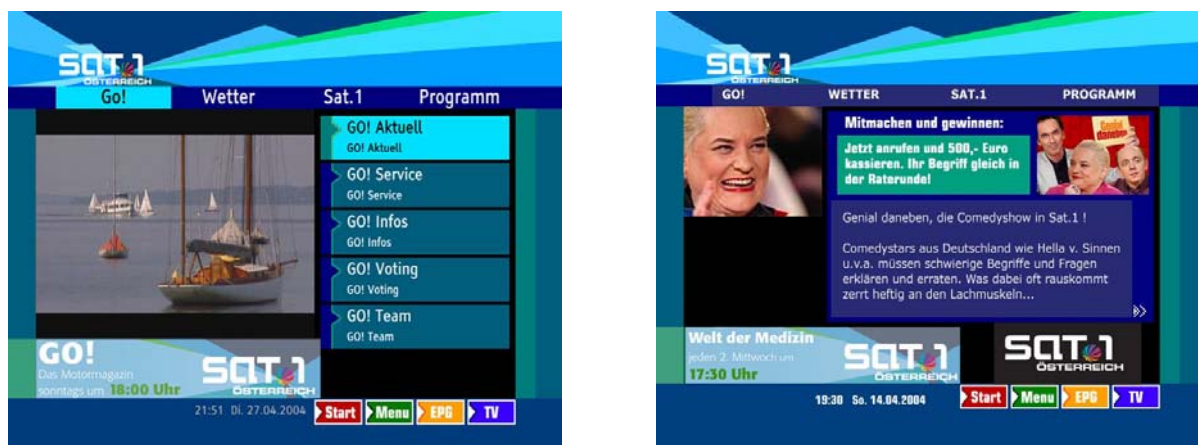 SAT.1
ÖSTERREICH
Go! Wetter Sat.1 Programm
GO! Aktuell
GO! Aktuell
GO! Service
GO! Service
GO! Infos
GO! Infos
GO! Voting
GO! Voting
GO! Team
GO! Team
GO!
Das Motormagazin
sonntags um 18:00 Uhr
SAT.1
ÖSTERREICH
21:51 Di. 27.04.2004
Start Menu EPG TV
SAT.1
ÖSTERREICH
GO! WETTER SAT.1 PROGRAMM
Mitmachen und gewinnen:
Jetzt anrufen und 500,- Euro
kassieren. Ihr Begriff gleich in
der Raterunde!
Genial
daneben
Genial daneben, die Comedyshow in Sat.1 !
Comedystars aus Deutschland wie Hella v. Sinnen
u.v.a. müssen schwierige Begriffe und Fragen
erklären und erraten. Was dabei oft rauskommt
zerrt heftig an den Lachmuskeln...
Welt der Medizin
jeden 2. Mittwoch um
17:30 Uhr
SAT.1
ÖSTERREICH
SAT.1
ÖSTERREICH
19:30 So. 14.04.2004
Start Menu EPG TV